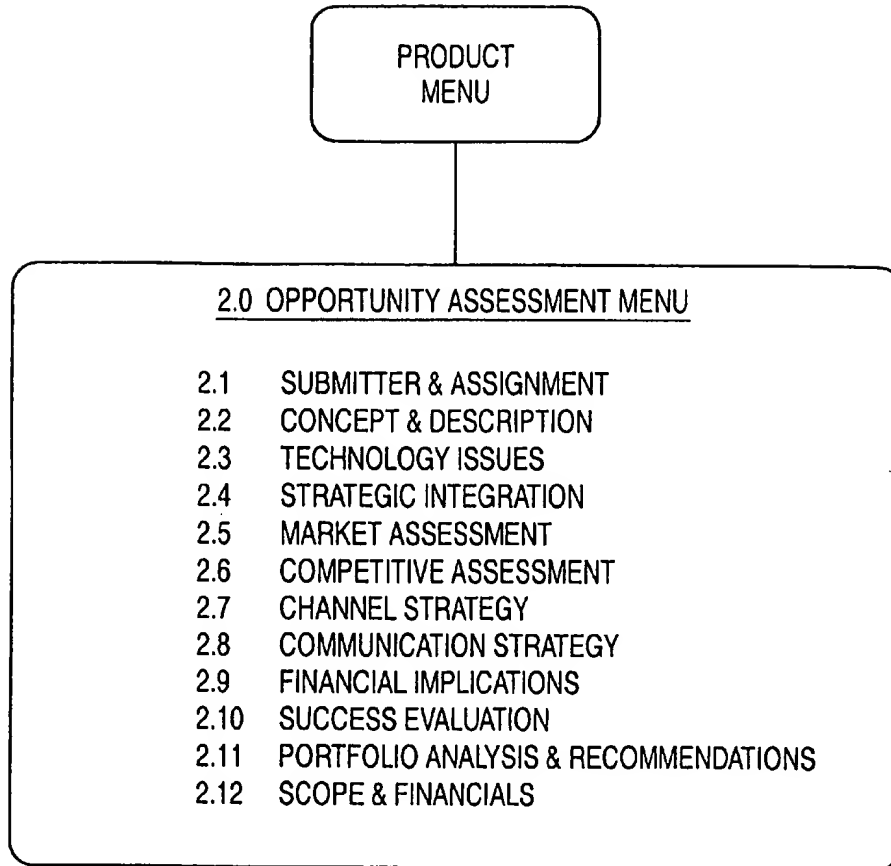 PRODUCT
MENU
2.0 OPPORTUNITY ASSESSMENT MENU
2.1 SUBMITTER & ASSIGNMENT
2.2 CONCEPT & DESCRIPTION
2.3 TECHNOLOGY ISSUES
2.4 STRATEGIC INTEGRATION
2.5 MARKET ASSESSMENT
2.6 COMPETITIVE ASSESSMENT
2.7 CHANNEL STRATEGY
2.8 COMMUNICATION STRATEGY
2.9 FINANCIAL IMPLICATIONS
2.10 SUCCESS EVALUATION
2.11 PORTFOLIO ANALYSIS & RECOMMENDATIONS
2.12 SCOPE & FINANCIALS